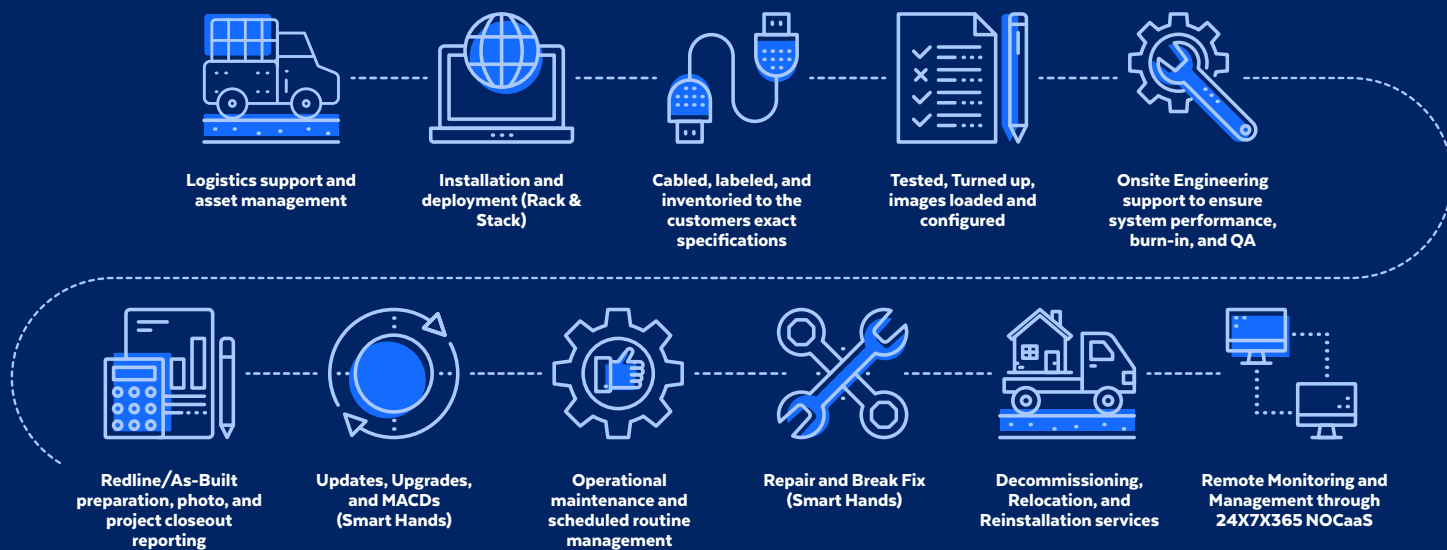 Logistics support and
asset management
Installation and
deployment (Rack &
Stack)
Cabled, labeled, and
inventoried to the
customers exact
specifications
Tested, Turned up,
images loaded and
configured
Onsite Engineering
support to ensure
system performance,
burn-in, and QA
Redline/As-Built
preparation, photo, and
project closeout
reporting
Updates, Upgrades,
and MACDs
(Smart Hands)
Operational
maintenance and
scheduled routine
management
Repair and Break Fix
(Smart Hands)
Decommissioning,
Relocation, and
Reinstallation services
Remote Monitoring and
Management through
24X7X365 NOCaaS